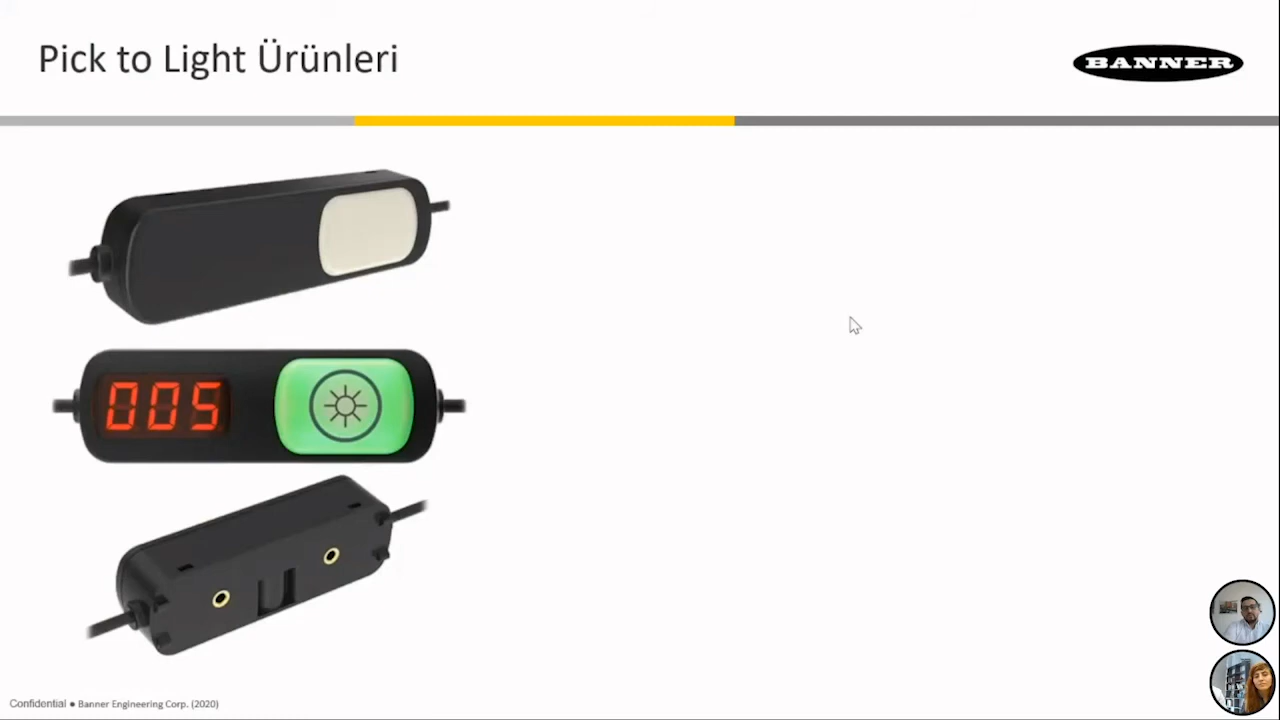 Pick to Light Ürünleri
BANNER
005
Confidential ● Banner Engineering Corp. (2020)